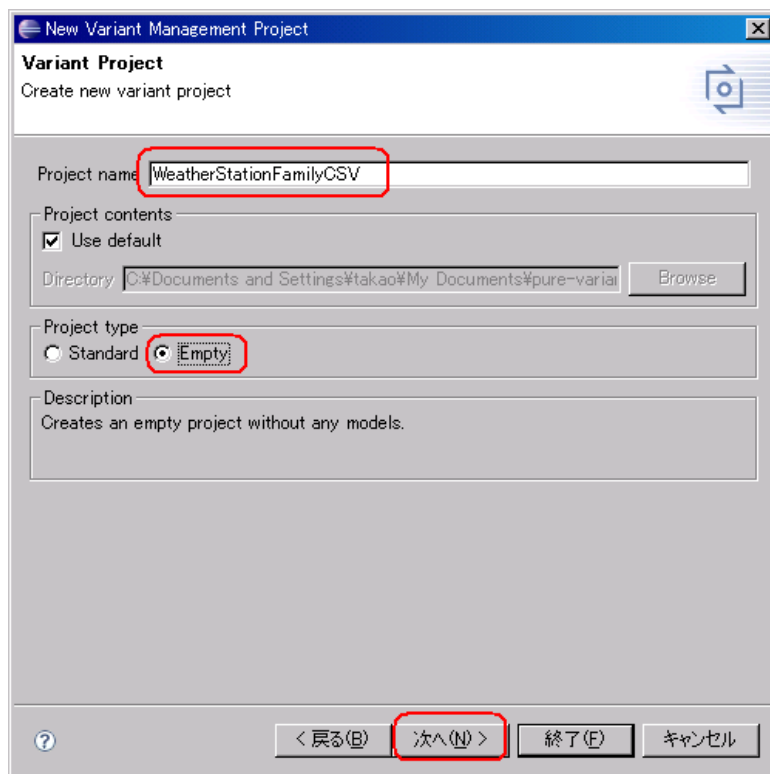 New Variant Management Project
Variant Project
Create new variant project
Project name WeatherStationFamilyCSV
Project contents
Use default
Directory C:¥Documents and Settings¥takao¥My Documents¥pure-varian Browse
Project type
Standard Empty
Description
Creates an empty project without any models.
< 戻る(B) 次へ(N) > 終了(F) キャンセル